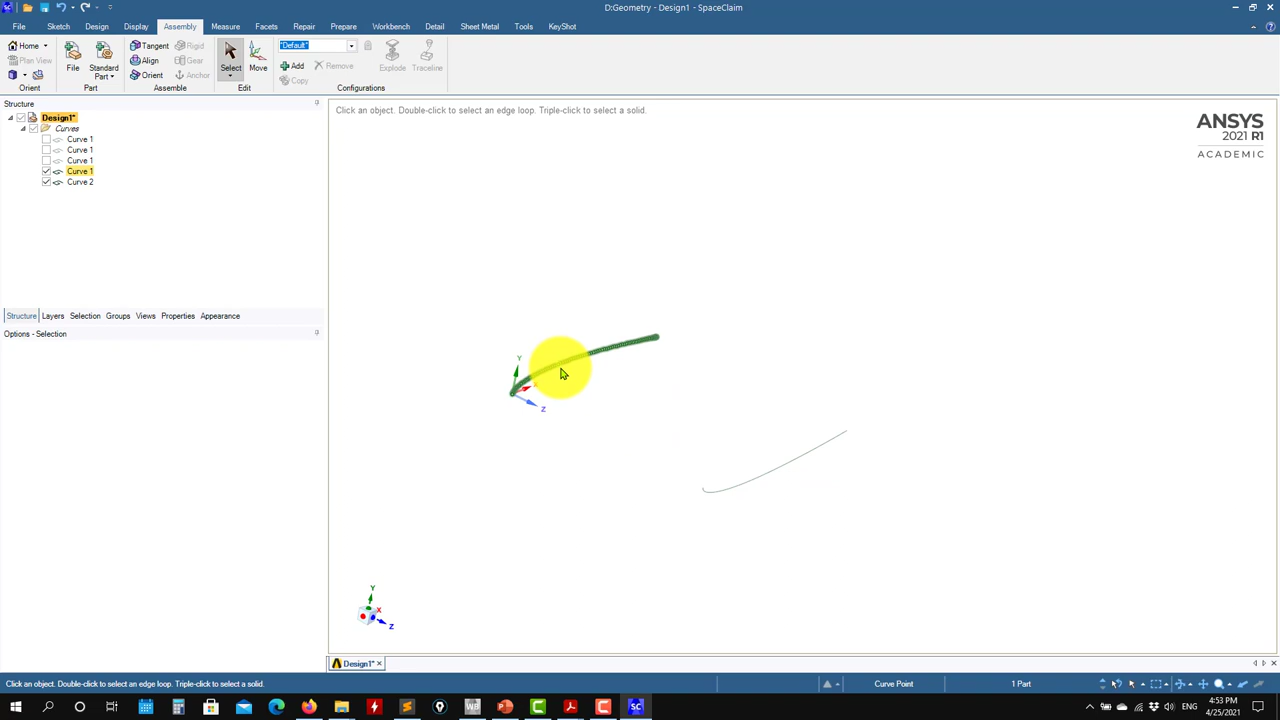 D:Geometry - Design1* - SpaceClaim
File Sketch Design Display Assembly Measure Facets Repair Prepare Workbench Detail Sheet Metal Tools KeyShot
Home
Plan View
Orient
File
Standard
Part
Part
Tangent
Align
Orient
Rigid
Gear
Anchor
Assemble
Select
Move
Edit
"Default"
Add
Remove
Copy
Explode
Traceline
Configurations
Structure
Click an object. Double-click to select an edge loop. Triple-click to select a solid.
Design1*
Curves
Curve 1
Curve 1
Curve 1
Curve 1
Curve 2
ANSYS
2021 R1
ACADEMIC
Structure Layers Selection Groups Views Properties Appearance
Options - Selection
Y
X
Z
Y
X
Z
Design1*
Click an object. Double-click to select an edge loop. Triple-click to select a solid.
Curve Point
1 Part
SC
ENG
4:53 PM
4/25/2021